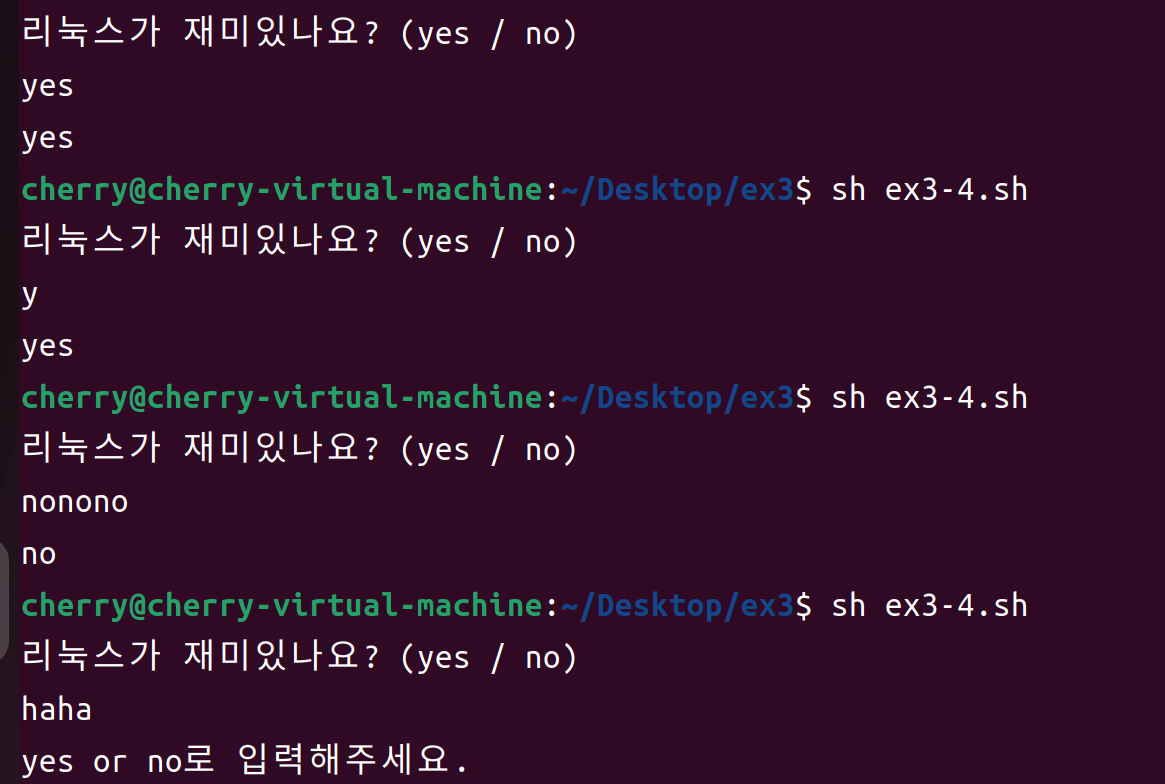 리눅스가 재미있나요? (yes / no)
yes
yes
cherry@cherry-virtual-machine:~/Desktop/ex3$ sh ex3-4.sh
리눅스가 재미있나요? (yes / no)
y
yes
cherry@cherry-virtual-machine:~/Desktop/ex3$ sh ex3-4.sh
리눅스가 재미있나요? (yes / no)
nonono
no
cherry@cherry-virtual-machine:~/Desktop/ex3$ sh ex3-4.sh
리눅스가 재미있나요? (yes / no)
haha
yes or no로 입력해주세요.